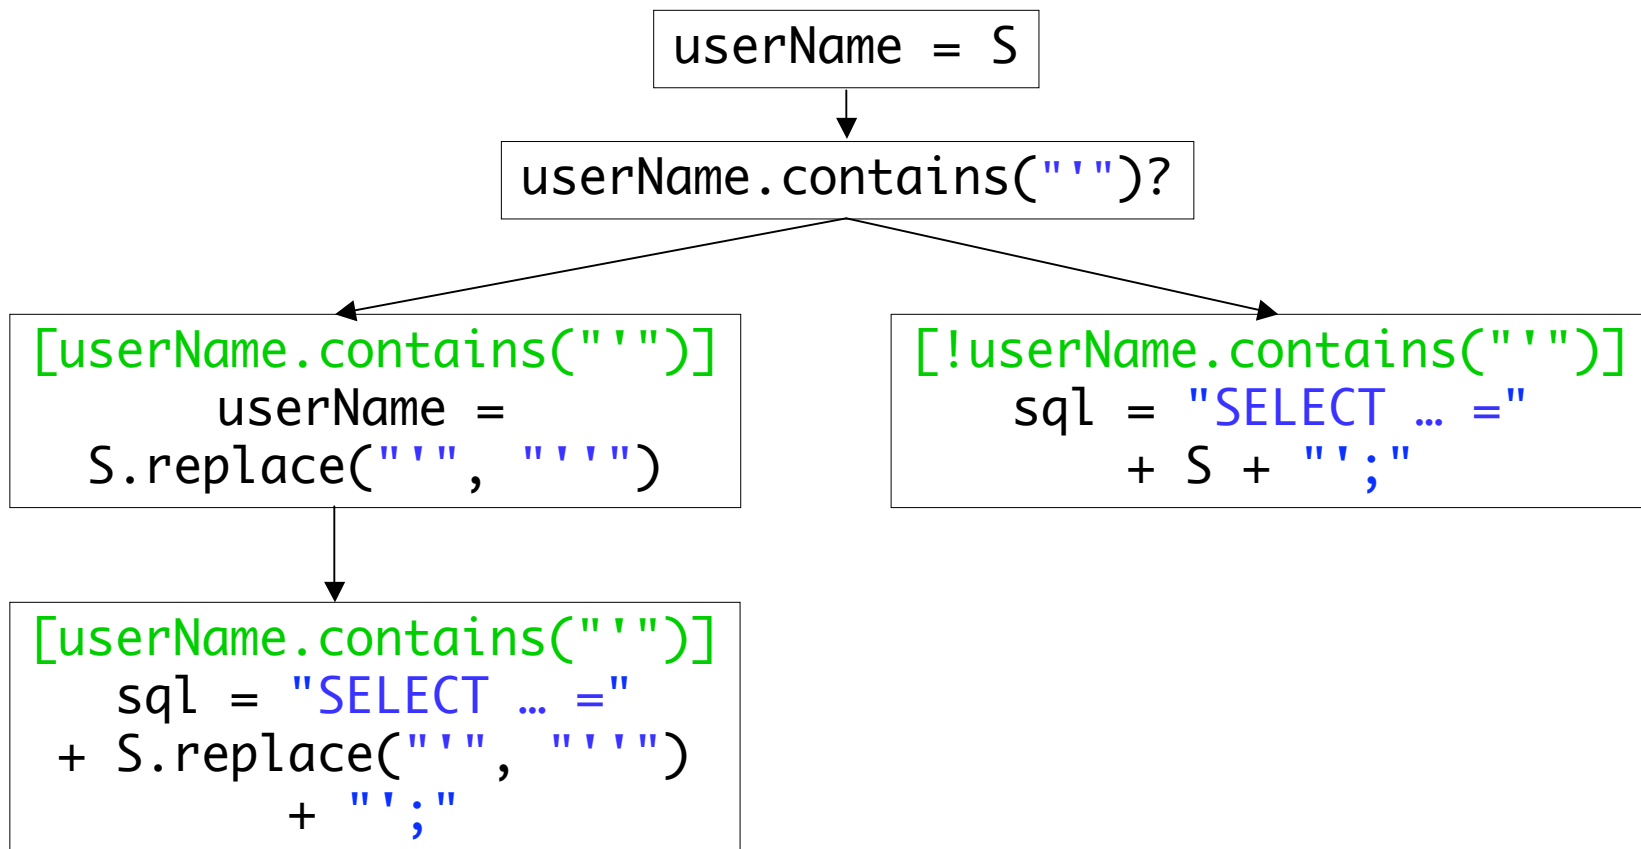 userName = S
userName.contains("'")?
[userName.contains("'")]
userName =
S.replace("'", "''")
[!userName.contains("'")]
sql = "SELECT … ="
+ S + "';"
[userName.contains("'")]
sql = "SELECT … ="
+ S.replace("'", "''")
+ "';"